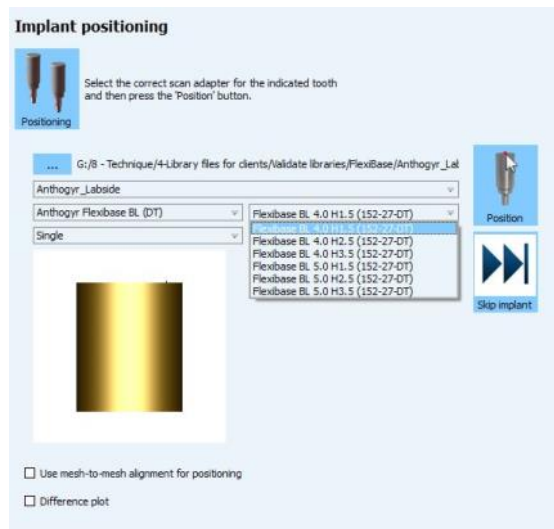 Implant positioning
Select the correct scan adapter for the indicated tooth
and then press the 'Position' button.
Positioning
... G:/8 - Technique/4-Library files for clients/Validate libraries/FlexiBase/Anthogyr_Lat
Anthogyr_Labside
Position
Anthogyr Flexibase BL (DT)
Flexibase BL 4.0 H1.5 (152-27-DT)
Single
Flexibase BL 4.0 H1.5 (152-27-DT)
Flexibase BL 4.0 H2.5 (152-27-DT)
Flexibase BL 4.0 H3.5 (152-27-DT)
Flexibase BL 5.0 H1.5 (152-27-DT)
Flexibase BL 5.0 H2.5 (152-27-DT)
Flexibase BL 5.0 H3.5 (152-27-DT)
Skip implant
Use mesh-to-mesh alignment for positioning
Difference plot